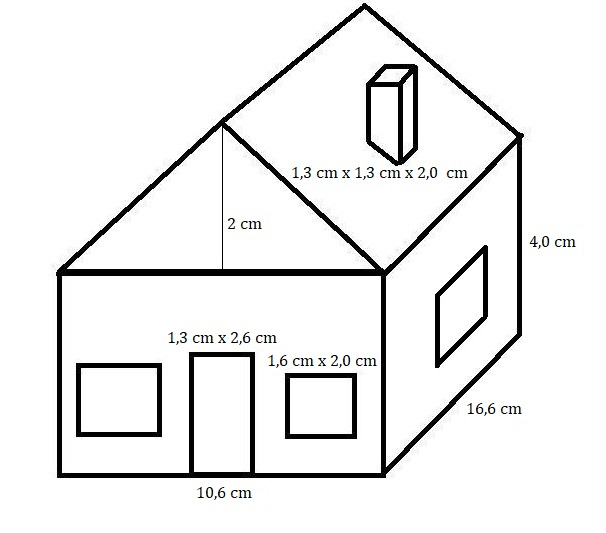 1,3 cm x 1,3 cm x 2,0 cm
2 cm
4,0 cm
1,3 cm x 2,6 cm
1,6 cm x 2,0 cm
16,6 cm
10,6 cm